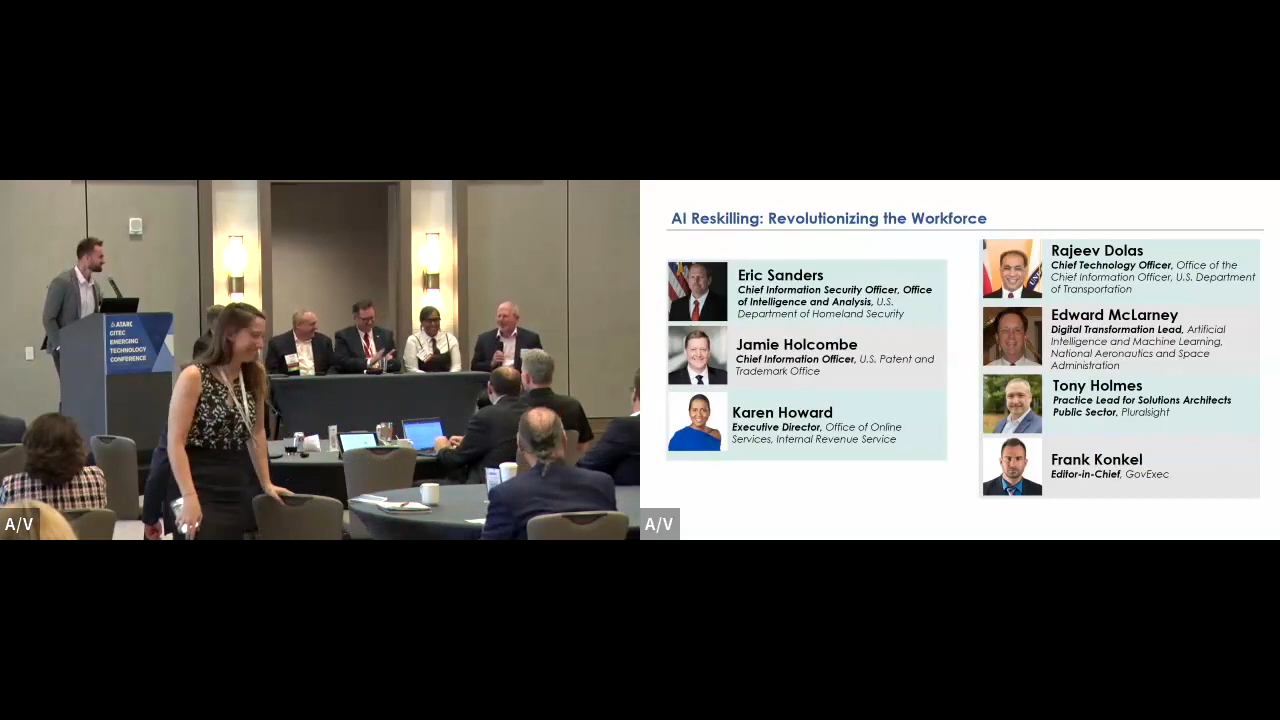 ATARC
GITEC
EMERGING
TECHNOLOGY
CONFERENCE
A/V
AI Reskilling: Revolutionizing the Workforce
Eric Sanders
Chief Information Security Officer, Office
of Intelligence and Analysis, U.S.
Department of Homeland Security
Jamie Holcombe
Chief Information Officer, U.S. Patent and
Trademark Office
Karen Howard
Executive Director, Office of Online
Services, Internal Revenue Service
Rajeev Dolas
Chief Technology Officer, Office of the
Chief Information Officer, U.S. Department
of Transportation
Edward McLarney
Digital Transformation Lead, Artificial
Intelligence and Machine Learning,
National Aeronautics and Space
Administration
Tony Holmes
Practice Lead for Solutions Architects
Public Sector, Pluralsight
Frank Konkel
Editor-in-Chief, GovExec
A/V